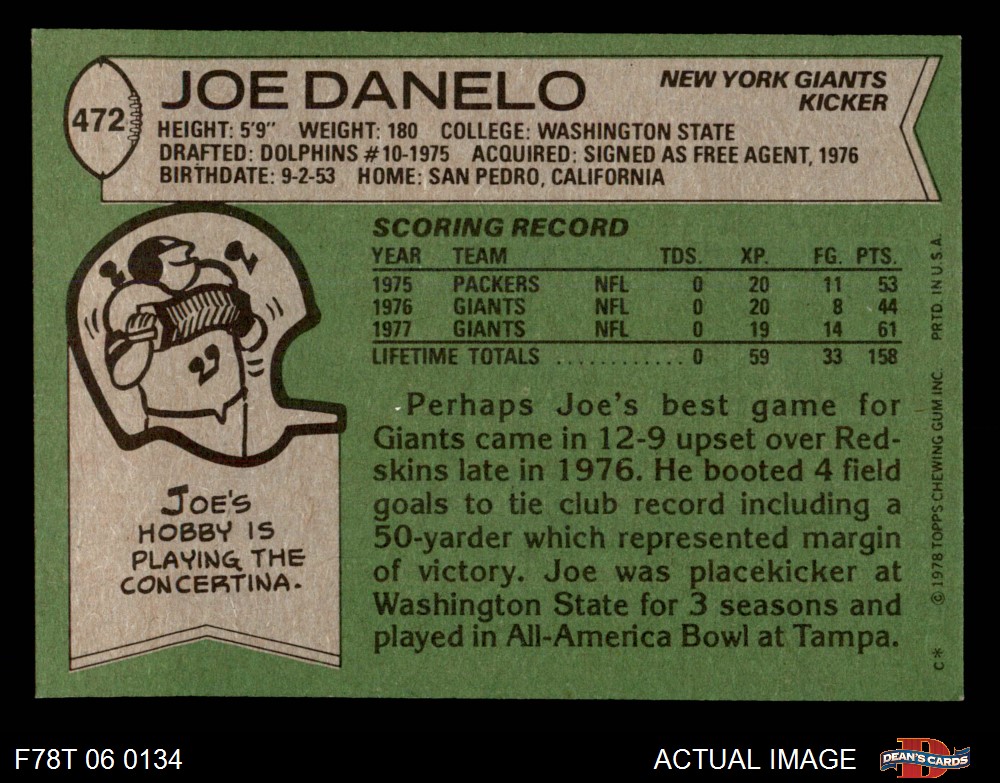 472
JOE DANELO
NEW YORK GIANTS
KICKER
HEIGHT: 5'9" WEIGHT: 180 COLLEGE: WASHINGTON STATE
DRAFTED: DOLPHINS #10-1975 ACQUIRED: SIGNED AS FREE AGENT, 1976
BIRTHDATE: 9-2-53 HOME: SAN PEDRO, CALIFORNIA
SCORING RECORD
YEAR TEAM TDS. XP. FG. PTS.
1975 PACKERS NFL 0 20 11 53
1976 GIANTS NFL 0 20 8 44
1977 GIANTS NFL 0 19 14 61
LIFETIME TOTALS ............ 0 59 33 158
Perhaps Joe's best game for
Giants came in 12-9 upset over Red-
skins late in 1976. He booted 4 field
goals to tie club record including a
50-yarder which represented margin
of victory. Joe was placekicker at
Washington State for 3 seasons and
played in All-America Bowl at Tampa.
JOE'S
HOBBY IS
PLAYING THE
CONCERTINA.
C* © 1978 TOPPS CHEWING GUM INC. PRTD. IN U.S.A.
F78T 06 0134
ACTUAL IMAGE
D
DEAN'S CARDS